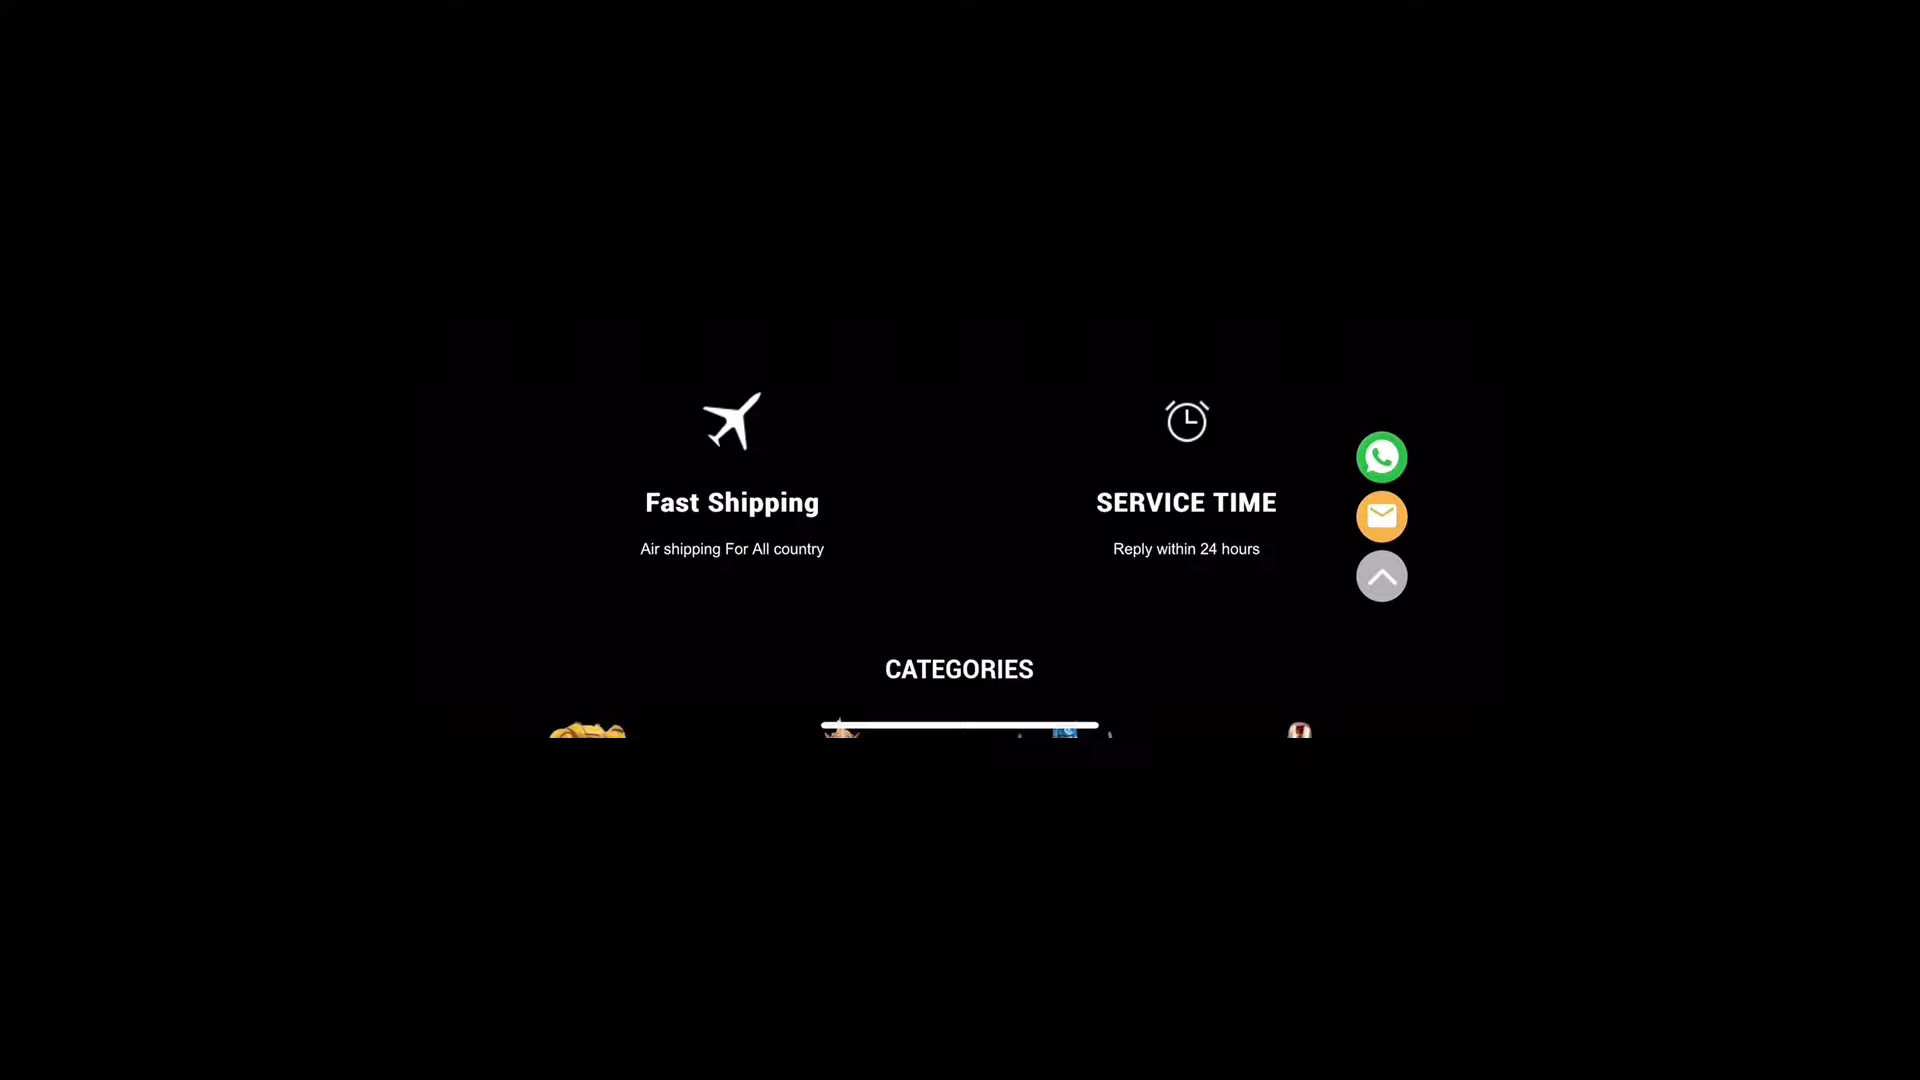 Fast Shipping
Air shipping For All country
SERVICE TIME
Reply within 24 hours
CATEGORIES